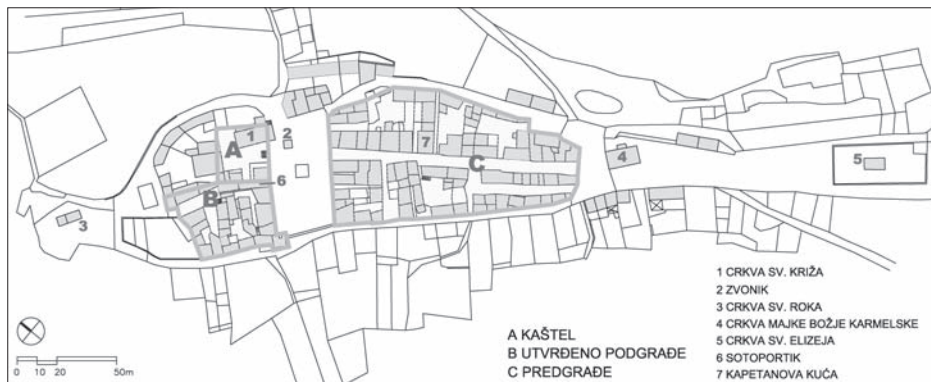 1
2
A
7
C
4
5
6
B
3
1 CRKVA SV. KRIŽA
2 ZVONIK
3 CRKVA SV. ROKA
4 CRKVA MAJKE BOŽJE KARMELSKE
5 CRKVA SV. ELIZEJA
6 SOTOPORTIK
7 KAPETANOVA KUĆA
A KAŠTEL
B UTVRĐENO PODGRAĐE
C PREDGRAĐE
0 10 20 50m